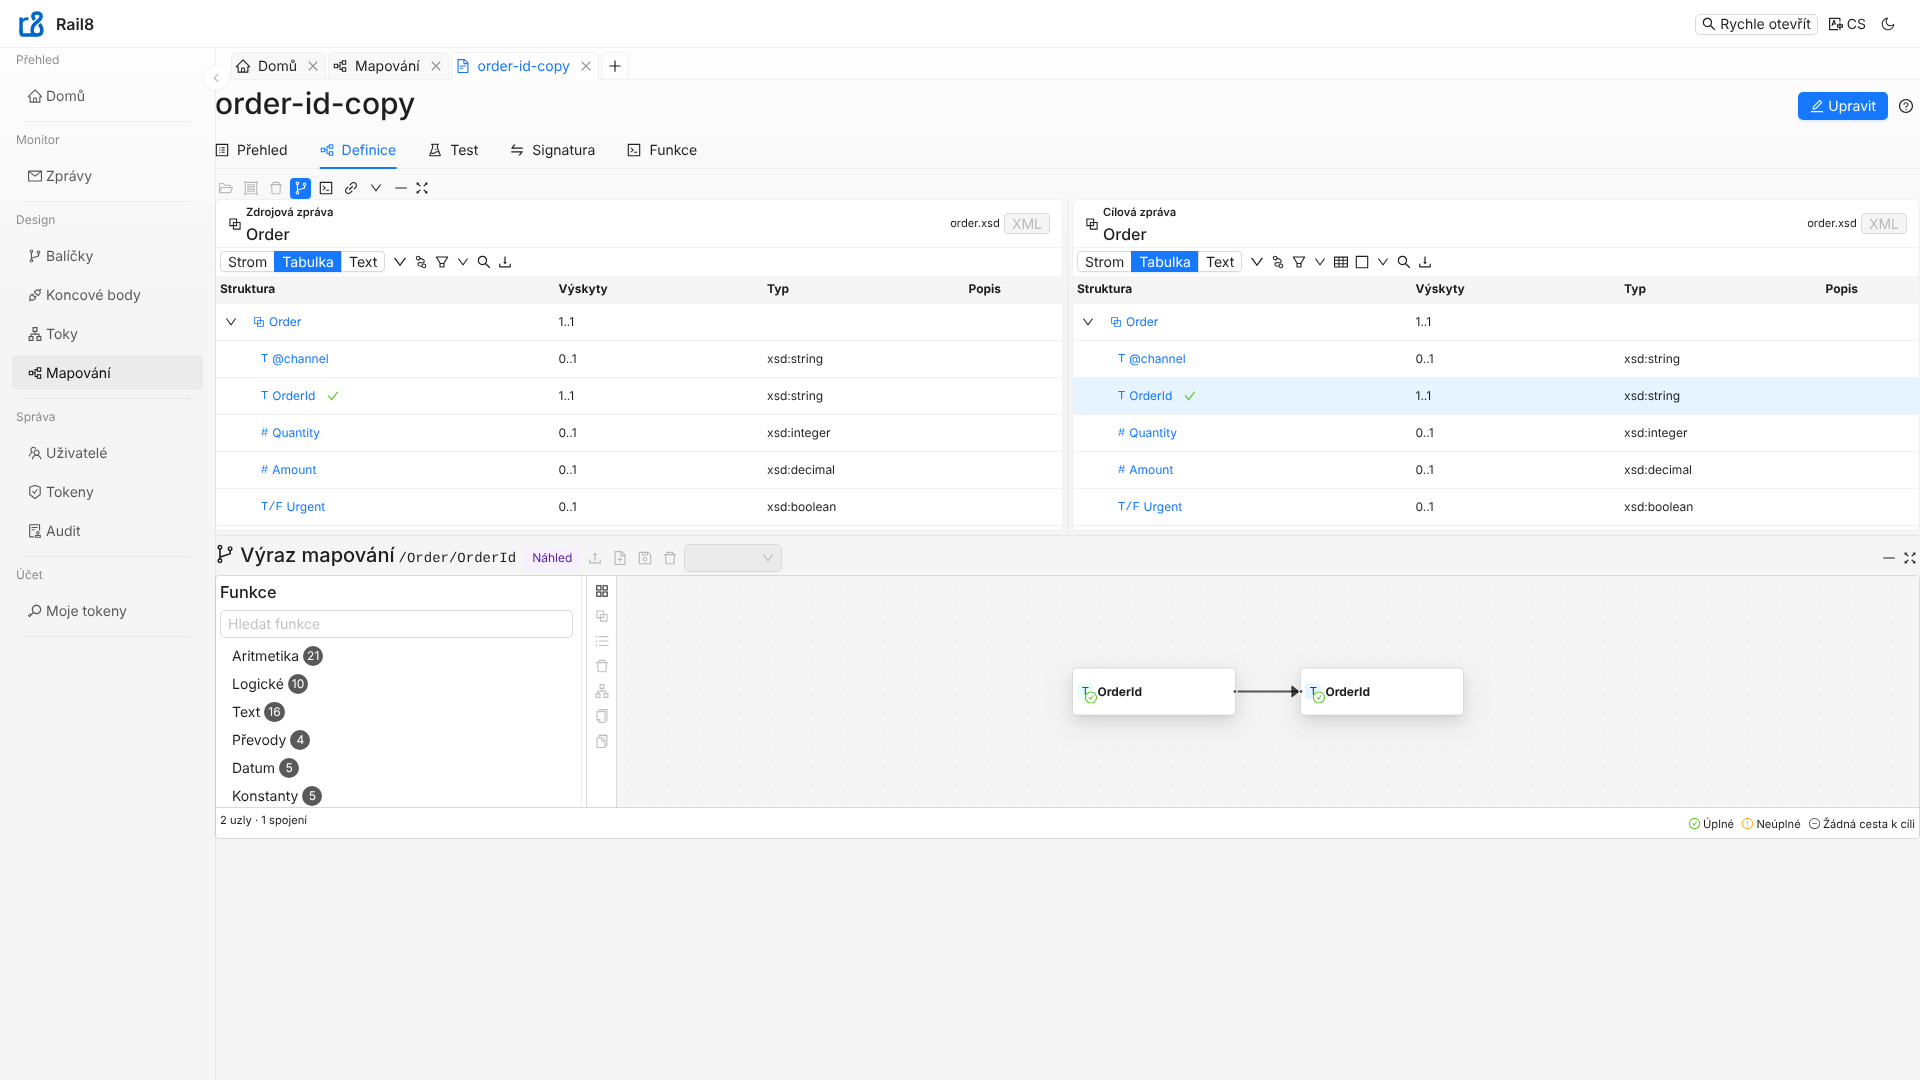 Rail8
Rychle otevřít
CS
Přehled
Domů
Monitor
Zprávy
Design
Balíčky
Koncové body
Toky
Mapování
Správa
Uživatelé
Tokeny
Audit
Účet
Moje tokeny
Domů
Mapování
order-id-copy
order-id-copy
Upravit
Přehled
Definice
Test
Signatura
Funkce
Zdrojová zpráva
Order
order.xsd
XML
Strom
Tabulka
Text
Struktura Výskyty Typ Popis
Order 1..1
T @channel 0..1 xsd:string
T OrderId 1..1 xsd:string
# Quantity 0..1 xsd:integer
# Amount 0..1 xsd:decimal
T/F Urgent 0..1 xsd:boolean
Cílová zpráva
Order
order.xsd
XML
Strom
Tabulka
Text
Struktura Výskyty Typ Popis
Order 1..1
T @channel 0..1 xsd:string
T OrderId 1..1 xsd:string
# Quantity 0..1 xsd:integer
# Amount 0..1 xsd:decimal
T/F Urgent 0..1 xsd:boolean
Výraz mapování /Order/OrderId Náhled
Funkce
Hledat funkce
Aritmetika 21
Logické 10
Text 16
Převody 4
Datum 5
Konstanty 5
T OrderId
T OrderId
2 uzly · 1 spojení
Úplné
Neúplné
Žádná cesta k cíli